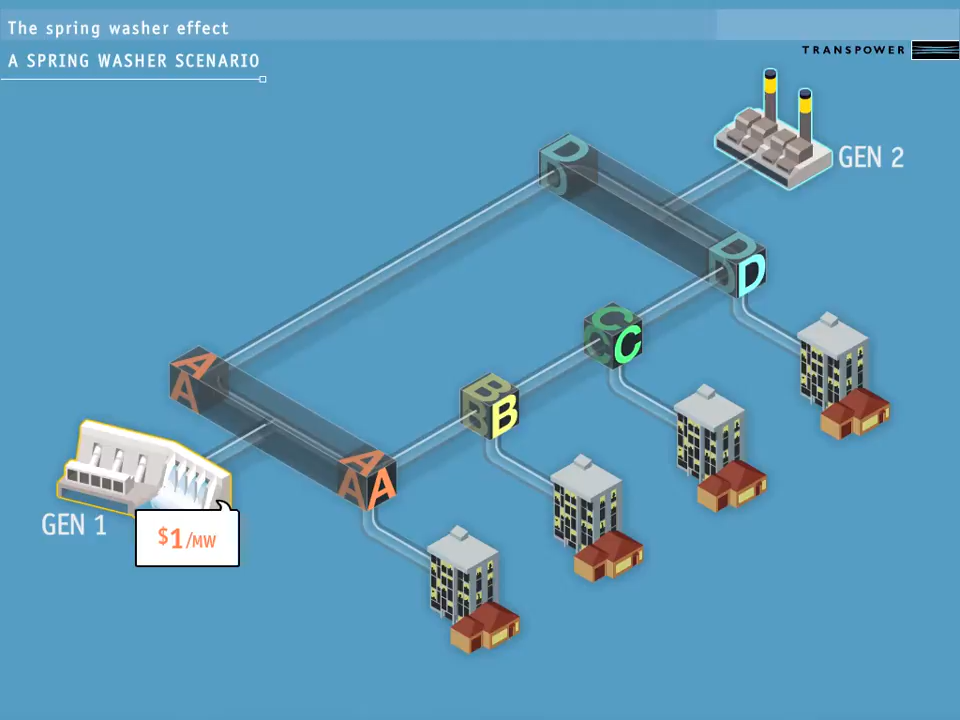 The spring washer effect
A SPRING WASHER SCENARIO
TRANSPOWER
GEN 2
D
D
D
D
D
C
C
C
B
B
B
A
A
A
A
A
GEN 1
$1/MW